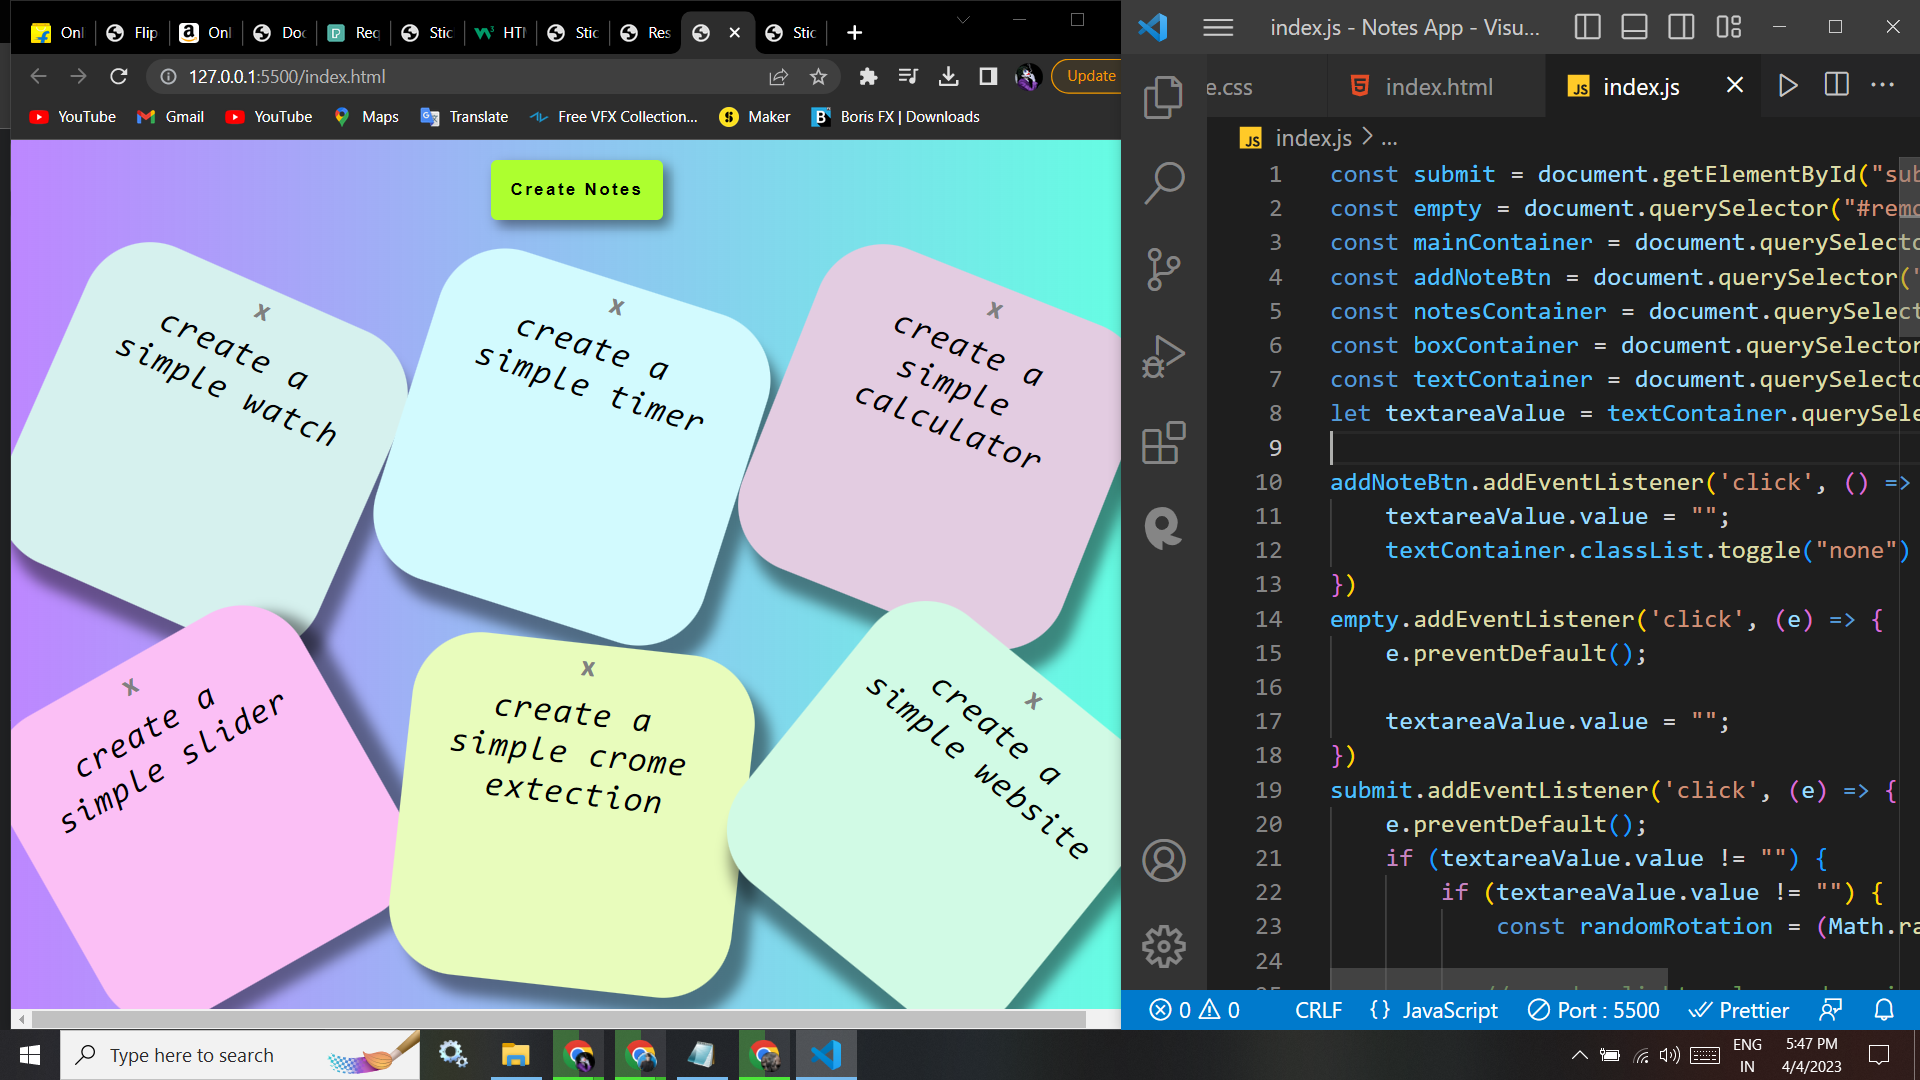 Onl
Flip
Onl
Doc
Req
Stic
HTM
Stic
Res
Stic
127.0.0.1:5500/index.html
Update
YouTube
Gmail
YouTube
Maps
Translate
Free VFX Collection...
Maker
Boris FX | Downloads
Create Notes
x
create a
simple watch
x
create a
simple timer
x
create a
simple
calculator
x
create a
simple slider
x
create a
simple crome
extection
x
create a
simple website
index.js - Notes App - Visu...
e.css
index.html
JS index.js
JS index.js > ...
1 const submit = document.getElementById("sub
2 const empty = document.querySelector("#remo
3 const mainContainer = document.querySelecto
4 const addNoteBtn = document.querySelector('
5 const notesContainer = document.querySelect
6 const boxContainer = document.querySelector
7 const textContainer = document.querySelecto
8 let textareaValue = textContainer.querySele
9
10 addNoteBtn.addEventListener('click', () =>
11 textareaValue.value = "";
12 textContainer.classList.toggle("none")
13 })
14 empty.addEventListener('click', (e) => {
15 e.preventDefault();
16
17 textareaValue.value = "";
18 })
19 submit.addEventListener('click', (e) => {
20 e.preventDefault();
21 if (textareaValue.value != "") {
22 if (textareaValue.value != "") {
23 const randomRotation = (Math.ra
24
0 0 CRLF {} JavaScript Port : 5500 Prettier
Type here to search
ENG
IN
5:47 PM
4/4/2023